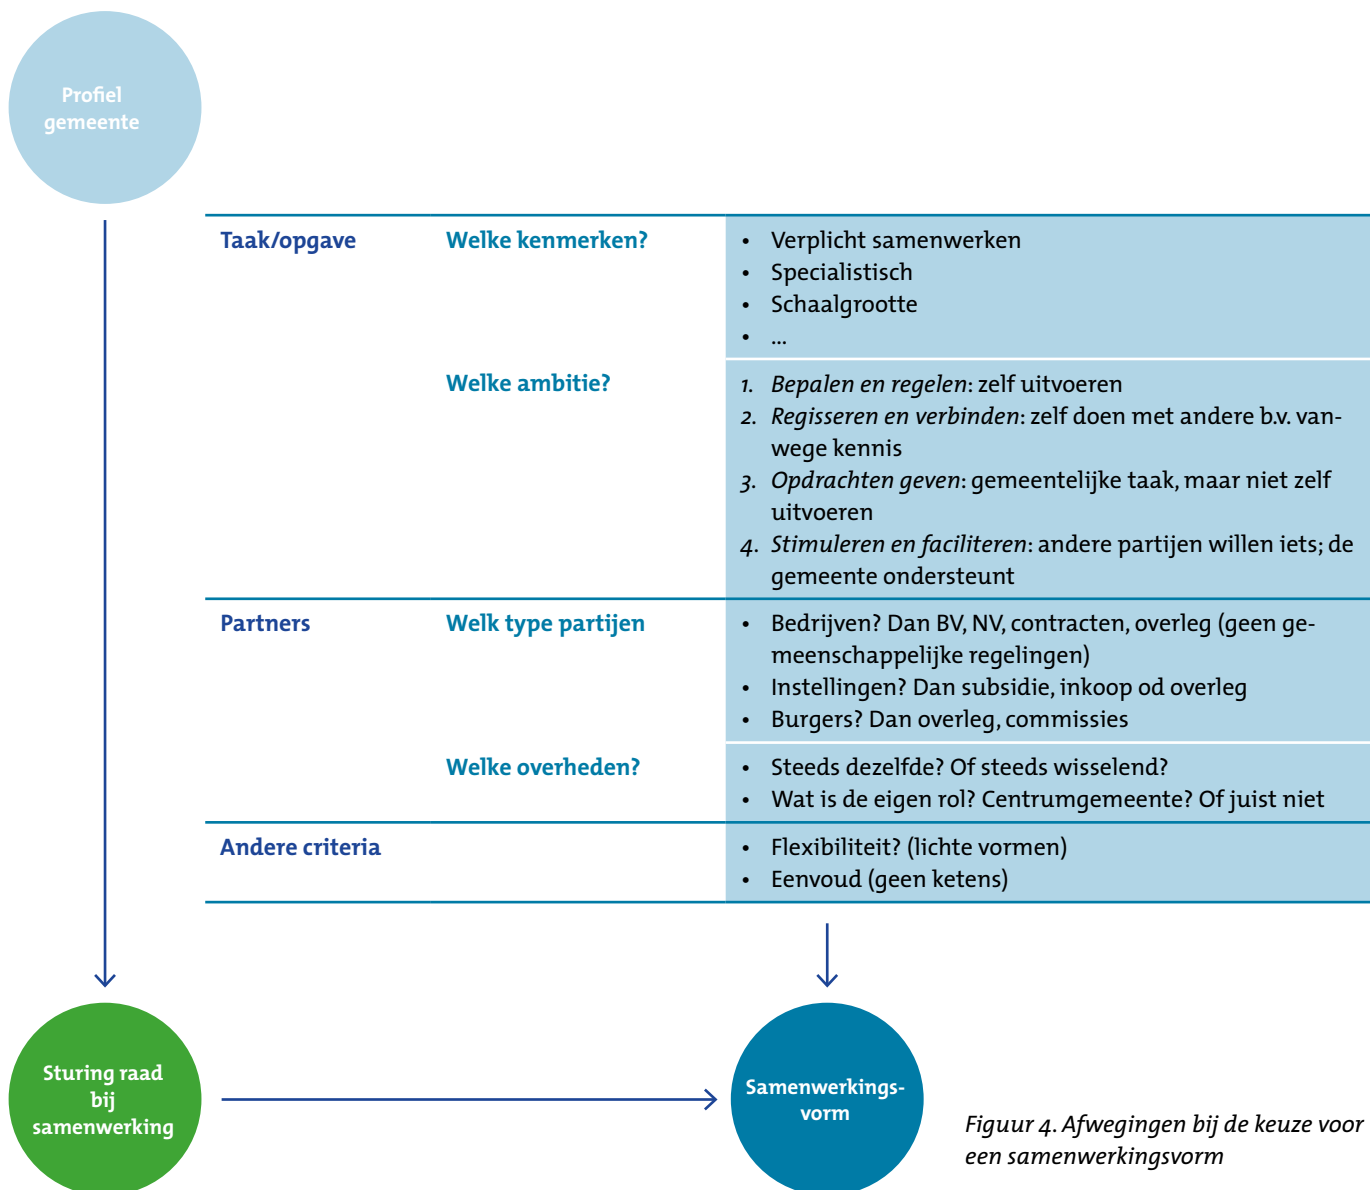 Profiel
gemeente
Taak/opgave
Welke kenmerken?
• Verplicht samenwerken
• Specialistisch
• Schaalgrootte
• ...
Welke ambitie?
1. Bepalen en regelen: zelf uitvoeren
2. Regisseren en verbinden: zelf doen met andere b.v. van-
wege kennis
3. Opdrachten geven: gemeentelijke taak, maar niet zelf
uitvoeren
4. Stimuleren en faciliteren: andere partijen willen iets; de
gemeente ondersteunt
Partners
Welk type partijen
• Bedrijven? Dan BV, NV, contracten, overleg (geen ge-
meenschappelijke regelingen)
• Instellingen? Dan subsidie, inkoop od overleg
• Burgers? Dan overleg, commissies
Welke overheden?
• Steeds dezelfde? Of steeds wisselend?
• Wat is de eigen rol? Centrumgemeente? Of juist niet
Andere criteria
• Flexibiliteit? (lichte vormen)
• Eenvoud (geen ketens)
Sturing raad
bij
samenwerking
Samenwerkings-
vorm
Figuur 4. Afwegingen bij de keuze voor
een samenwerkingsvorm